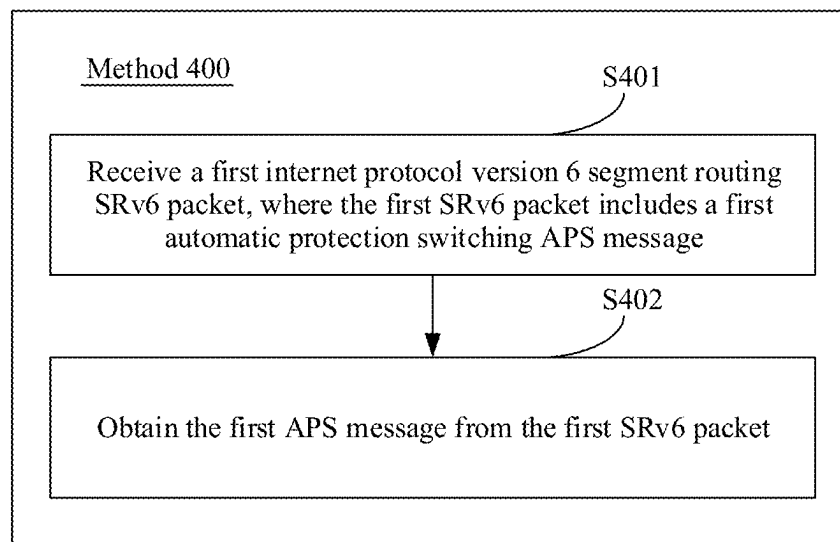 Method 400
S401
Receive a first internet protocol version 6 segment routing
SRv6 packet, where the first SRv6 packet includes a first
automatic protection switching APS message
S402
Obtain the first APS message from the first SRv6 packet